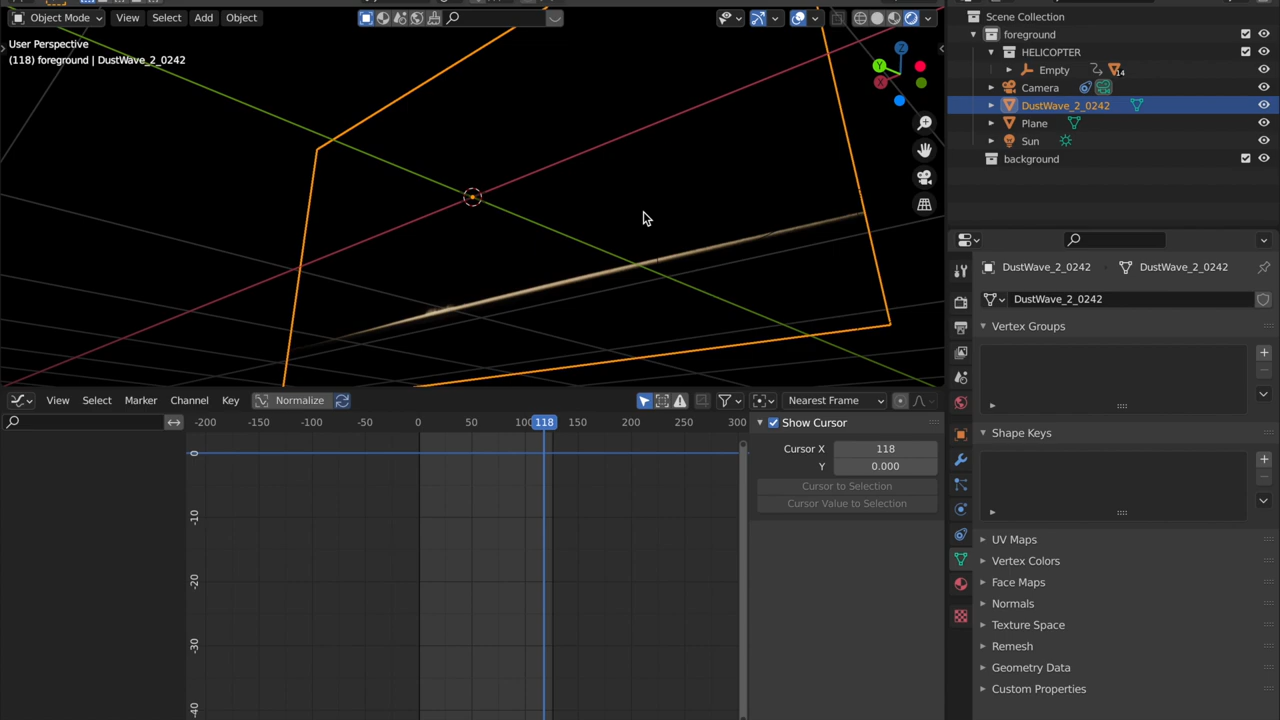 Object Mode View Select Add Object
Scene Collection
User Perspective
(118) foreground | DustWave_2_0242
foreground
HELICOPTER
Empty 14
Camera
DustWave_2_0242
Plane
Sun
background
Z
Y
X
DustWave_2_0242 DustWave_2_0242
DustWave_2_0242
Vertex Groups
Shape Keys
UV Maps
Vertex Colors
Face Maps
Normals
Texture Space
Remesh
Geometry Data
Custom Properties
View Select Marker Channel Key Normalize Nearest Frame
-200 -150 -100 -50 0 50 100 118 150 200 250 300
0
-10
-20
-30
-40
Show Cursor
Cursor X 118
Y 0.000
Cursor to Selection
Cursor Value to Selection